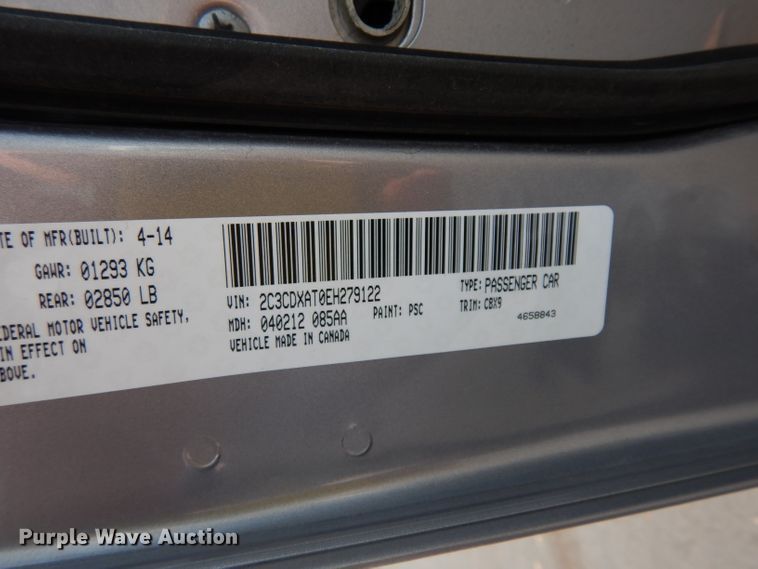 TE OF MFR(BUILT): 4-14
GAWR: 01293 KG
REAR: 02850 LB
EDERAL MOTOR VEHICLE SAFETY,
IN EFFECT ON
BOVE.
VIN: 2C3CDXAT0EH279122
TYPE: PASSENGER CAR
MDH: 040212 085AA
PAINT: PSC
TRIM: CBX9
VEHICLE MADE IN CANADA
4658843
Purple Wave Auction